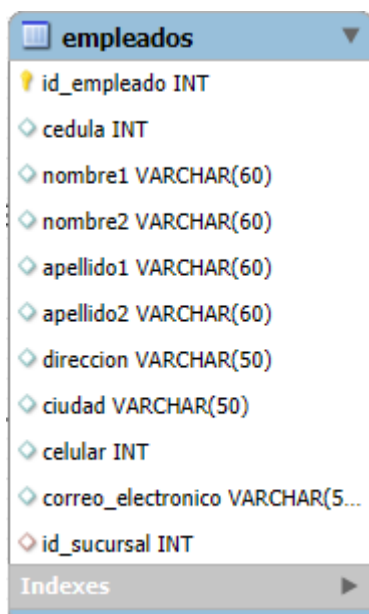 empleados
id_empleado INT
cedula INT
nombre1 VARCHAR(60)
nombre2 VARCHAR(60)
apellido1 VARCHAR(60)
apellido2 VARCHAR(60)
direccion VARCHAR(50)
ciudad VARCHAR(50)
celular INT
correo_electronico VARCHAR(5...
id_sucursal INT
Indexes